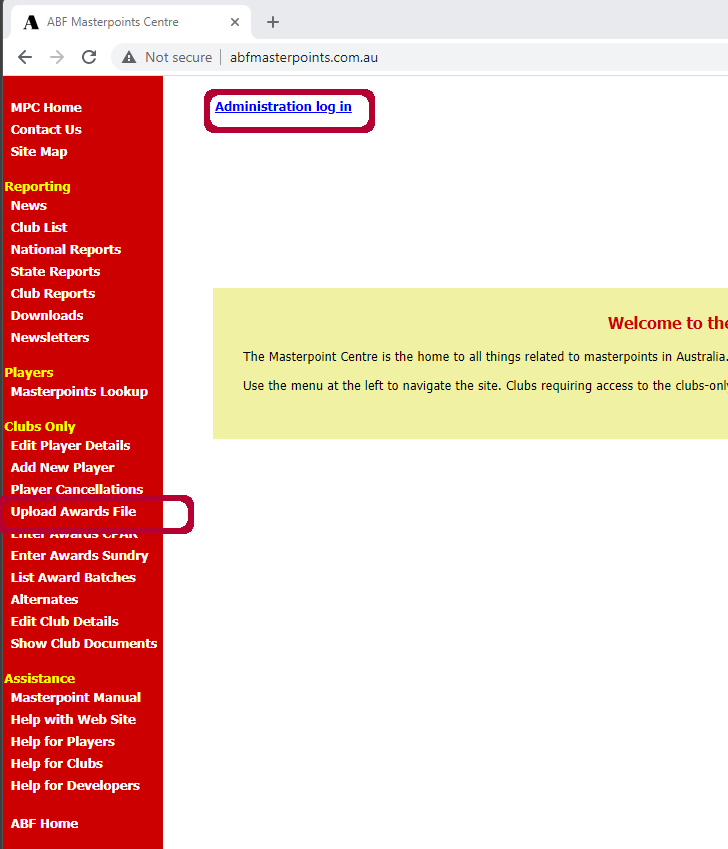 ABF Masterpoints Centre
Not secure
abfmasterpoints.com.au
MPC Home
Contact Us
Site Map
Reporting
News
Club List
National Reports
State Reports
Club Reports
Downloads
Newsletters
Players
Masterpoints Lookup
Clubs Only
Edit Player Details
Add New Player
Player Cancellations
Upload Awards File
Enter Awards CPAR
Enter Awards Sundry
List Award Batches
Alternates
Edit Club Details
Show Club Documents
Assistance
Masterpoint Manual
Help with Web Site
Help for Players
Help for Clubs
Help for Developers
ABF Home
Administration log in
Welcome to the
The Masterpoint Centre is the home to all things related to masterpoints in Australia.
Use the menu at the left to navigate the site. Clubs requiring access to the clubs-only